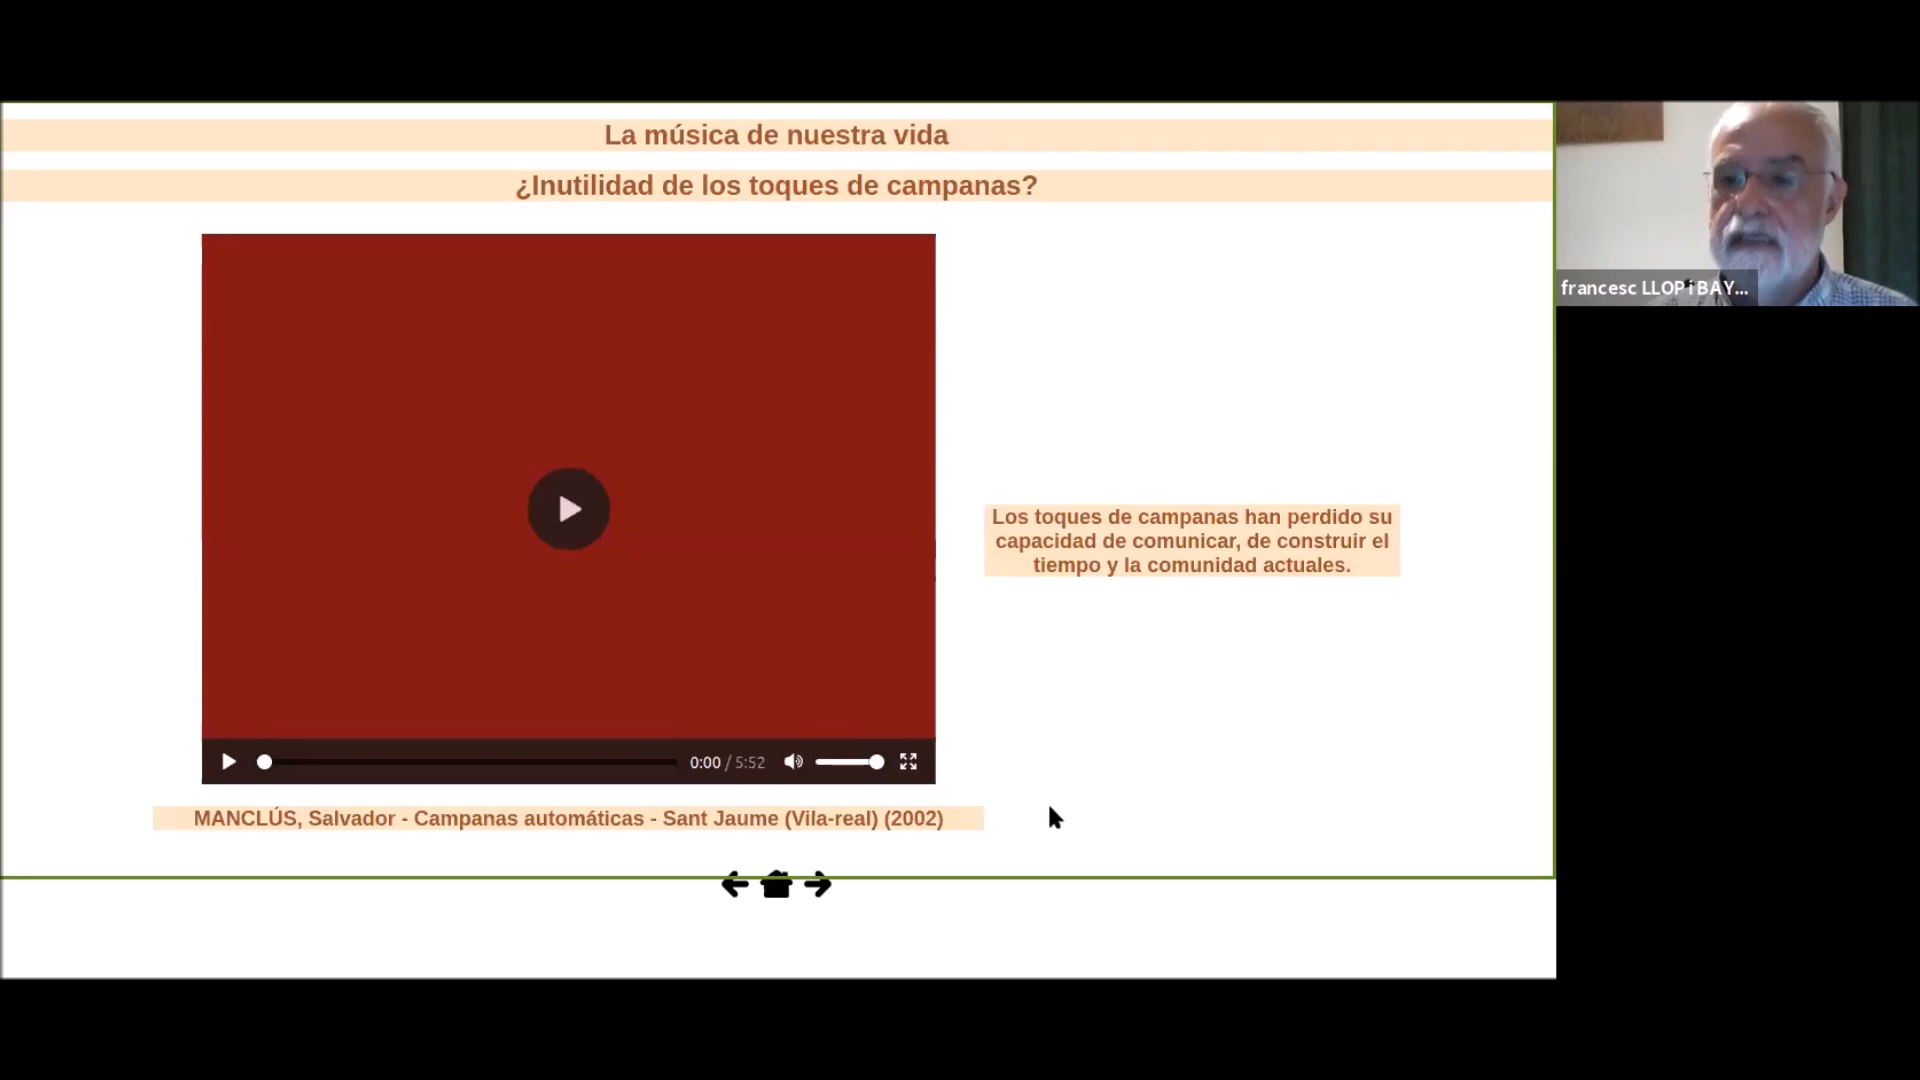 La música de nuestra vida
¿Inutilidad de los toques de campanas?
francesc LLOP i BAY...
Los toques de campanas han perdido su
capacidad de comunicar, de construir el
tiempo y la comunidad actuales.
0:00 / 5:52
MANCLÚS, Salvador - Campanas automáticas - Sant Jaume (Vila-real) (2002)